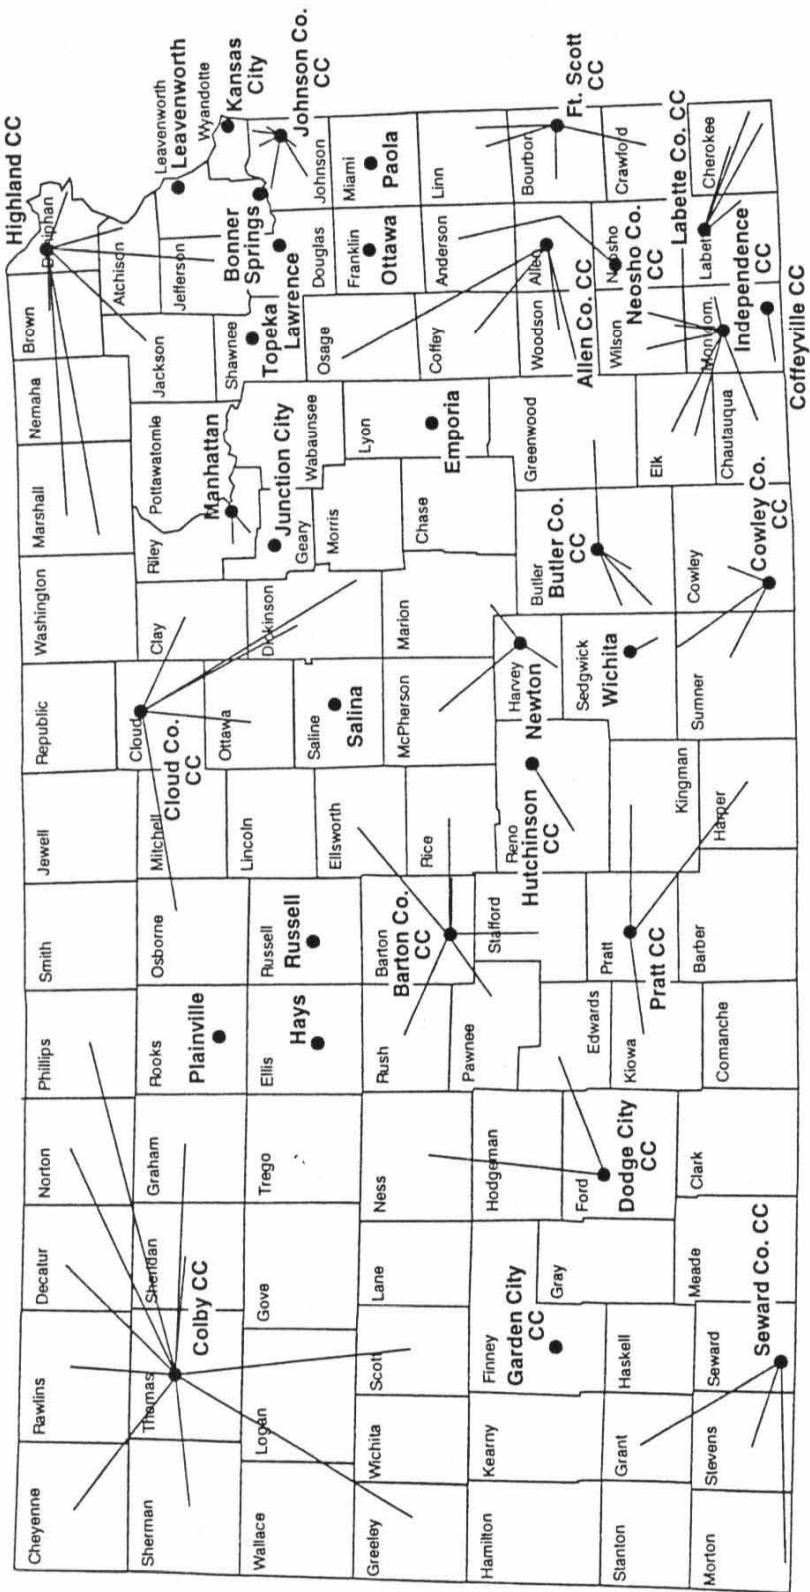 Cheyenne
Rawlins
Decatur
Norton
Phillips
Smith
Jewell
Republic
Washington
Marshall
Nemaha
Brown
Doniphan
Highland CC
Sherman
Thomas
Sheridan
Graham
Rooks
Osborne
Mitchell
Cloud
Clay
Riley
Pottawatomie
Jackson
Atchison
Leavenworth
Leavenworth
Colby CC
Plainville
Cloud Co.
CC
Manhattan
Jefferson
Wyandotte
Kansas
City
Wallace
Logan
Gove
Trego
Ellis
Hays
Russell
Russell
Lincoln
Ottawa
Dickinson
Geary
Junction City
Wabaunsee
Shawnee
Topeka
Bonner
Springs
Lawrence
Douglas
Johnson
Johnson Co.
CC
Greeley
Wichita
Scott
Lane
Ness
Rush
Barton
Barton Co.
CC
Ellsworth
Saline
Salina
Morris
Lyon
Emporia
Osage
Franklin
Ottawa
Miami
Paola
Pawnee
Rice
McPherson
Marion
Chase
Coffey
Anderson
Linn
Hamilton
Kearny
Finney
Garden City
CC
Hodgeman
Edwards
Stafford
Reno
Hutchinson
CC
Harvey
Newton
Butler
Butler Co.
CC
Greenwood
Woodson
Allen
Allen Co. CC
Bourbon
Ft. Scott
CC
Gray
Ford
Dodge City
CC
Kiowa
Pratt
Pratt CC
Kingman
Sedgwick
Wichita
Elk
Wilson
Neosho
Neosho Co.
CC
Crawford
Stanton
Grant
Haskell
Morton
Stevens
Seward
Seward Co. CC
Meade
Clark
Comanche
Barber
Harper
Sumner
Cowley
Cowley Co.
CC
Chautauqua
Montgom.
Independence
CC
Coffeyville CC
Labette
Labette Co. CC
Cherokee